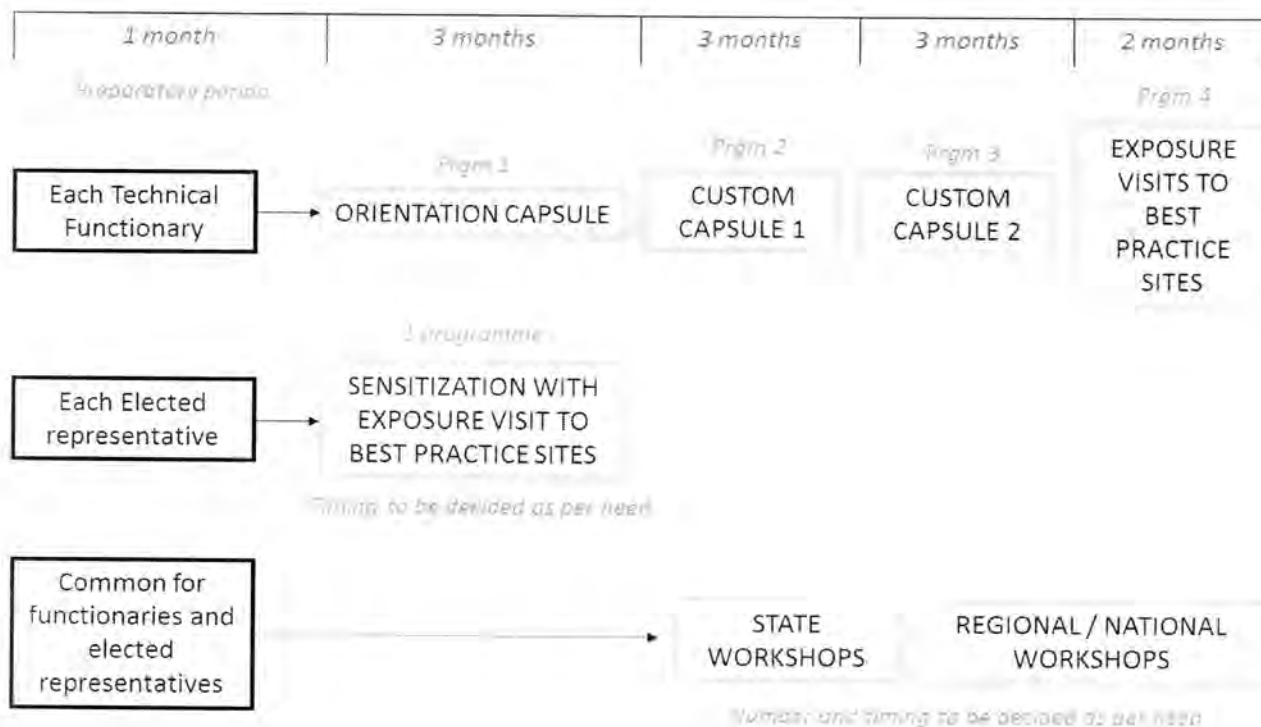 1 month 3 months 3 months 3 months 2 months
Preparatory period
Prgm 4
Prgm 1 Prgm 2 Prgm 3
Each Technical
Functionary
ORIENTATION CAPSULE
CUSTOM
CAPSULE 1
CUSTOM
CAPSULE 2
EXPOSURE
VISITS TO
BEST
PRACTICE
SITES
1 programme
Each Elected
representative
SENSITIZATION WITH
EXPOSURE VISIT TO
BEST PRACTICE SITES
Timing to be decided as per need
Common for
functionaries and
elected
representatives
STATE
WORKSHOPS
REGIONAL / NATIONAL
WORKSHOPS
Number and timing to be decided as per need